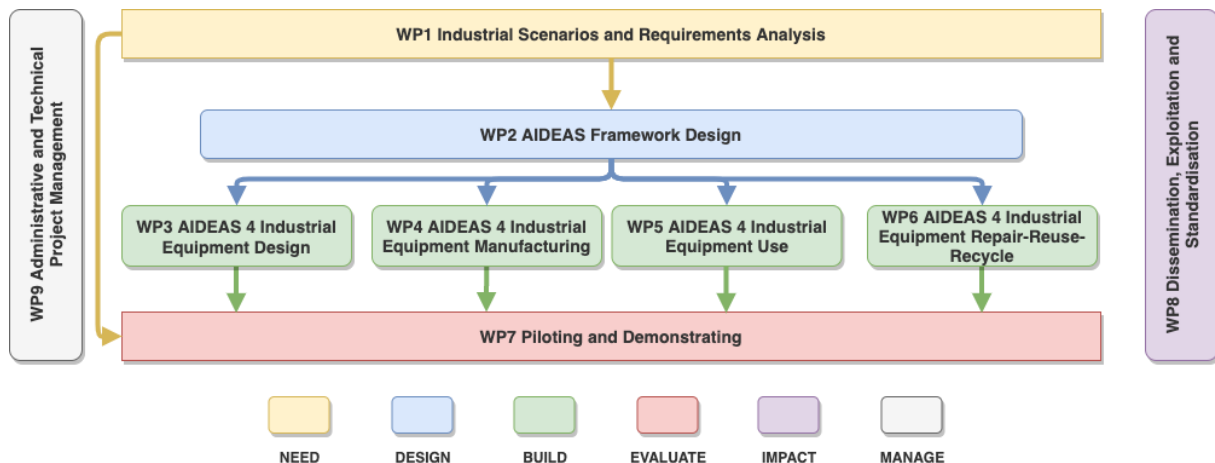 WP1 Industrial Scenarios and Requirements Analysis
WP9 Administrative and Technical
Project Management
WP8 Dissemination, Exploitation and
Standardisation
WP2 AIDEAS Framework Design
WP3 AIDEAS 4 Industrial
Equipment Design
WP4 AIDEAS 4 Industrial
Equipment Manufacturing
WP5 AIDEAS 4 Industrial
Equipment Use
WP6 AIDEAS 4 Industrial
Equipment Repair-Reuse-
Recycle
WP7 Piloting and Demonstrating
NEED
DESIGN
BUILD
EVALUATE
IMPACT
MANAGE